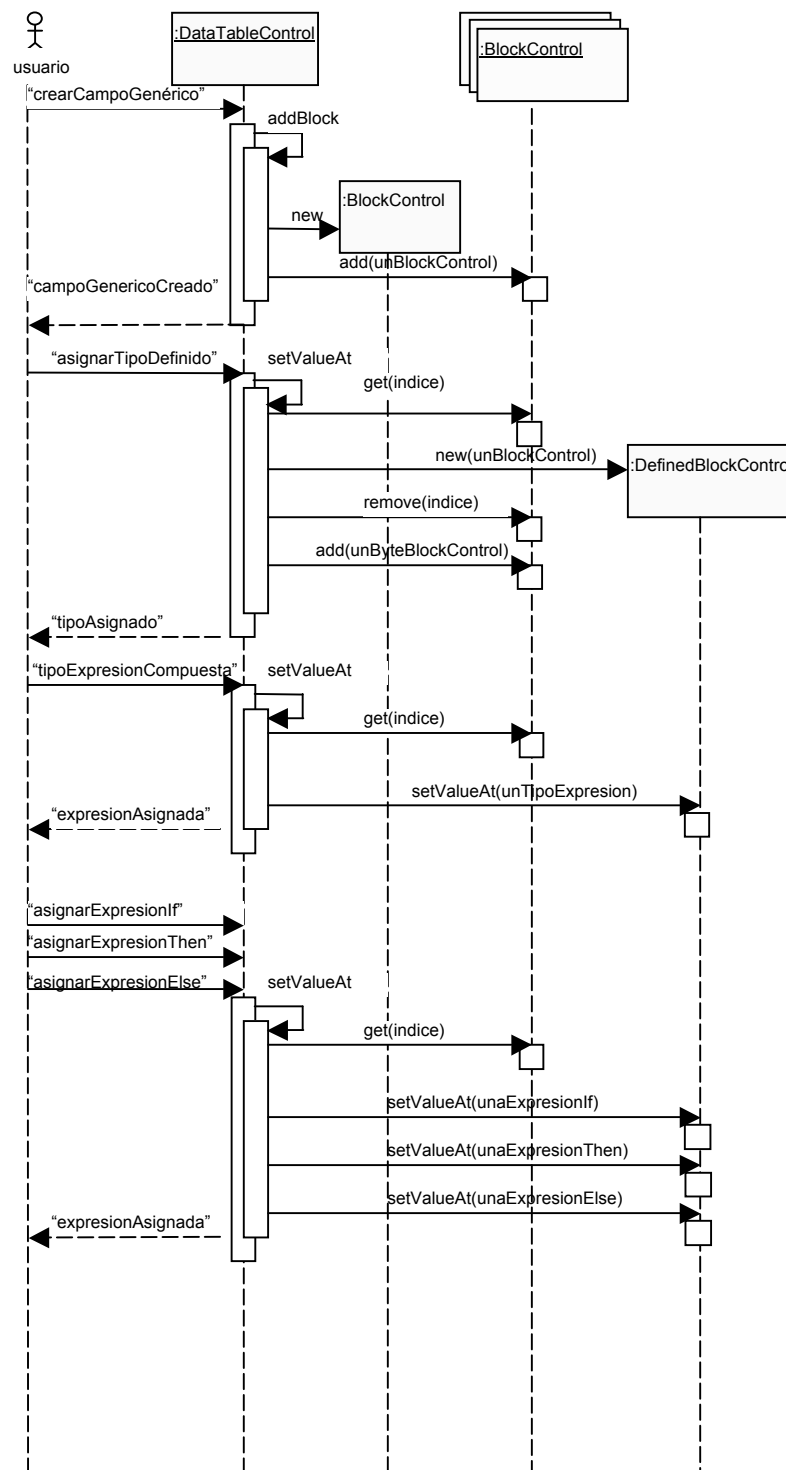 :DataTableControl
:BlockControl
usuario
“crearCampoGenérico”
addBlock
:BlockControl
new
add(unBlockControl)
“campoGenericoCreado”
“asignarTipoDefinido”
setValueAt
get(indice)
new(unBlockControl)
:DefinedBlockContro
remove(indice)
add(unByteBlockControl)
“tipoAsignado”
“tipoExpresionCompuesta”
setValueAt
get(indice)
setValueAt(unTipoExpresion)
“expresionAsignada”
“asignarExpresionIf”
“asignarExpresionThen”
“asignarExpresionElse”
setValueAt
get(indice)
setValueAt(unaExpresionIf)
setValueAt(unaExpresionThen)
setValueAt(unaExpresionElse)
“expresionAsignada”